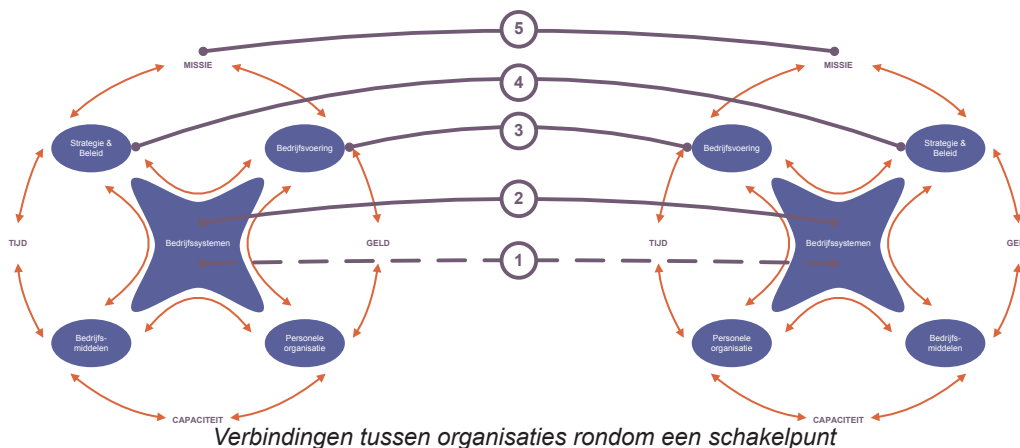 5
MISSIE
MISSIE
4
Strategie &
Beleid
Bedrijfsvoering
3
Bedrijfsvoering
Strategie &
Beleid
2
TIJD
Bedrijfssystemen
GELD
TIJD
Bedrijfssystemen
GEL
1
Bedrijfs-
middelen
Personele
organisatie
Personele
organisatie
Bedrijfs-
middelen
CAPACITEIT
CAPACITEIT
Verbindingen tussen organisaties rondom een schakelpunt